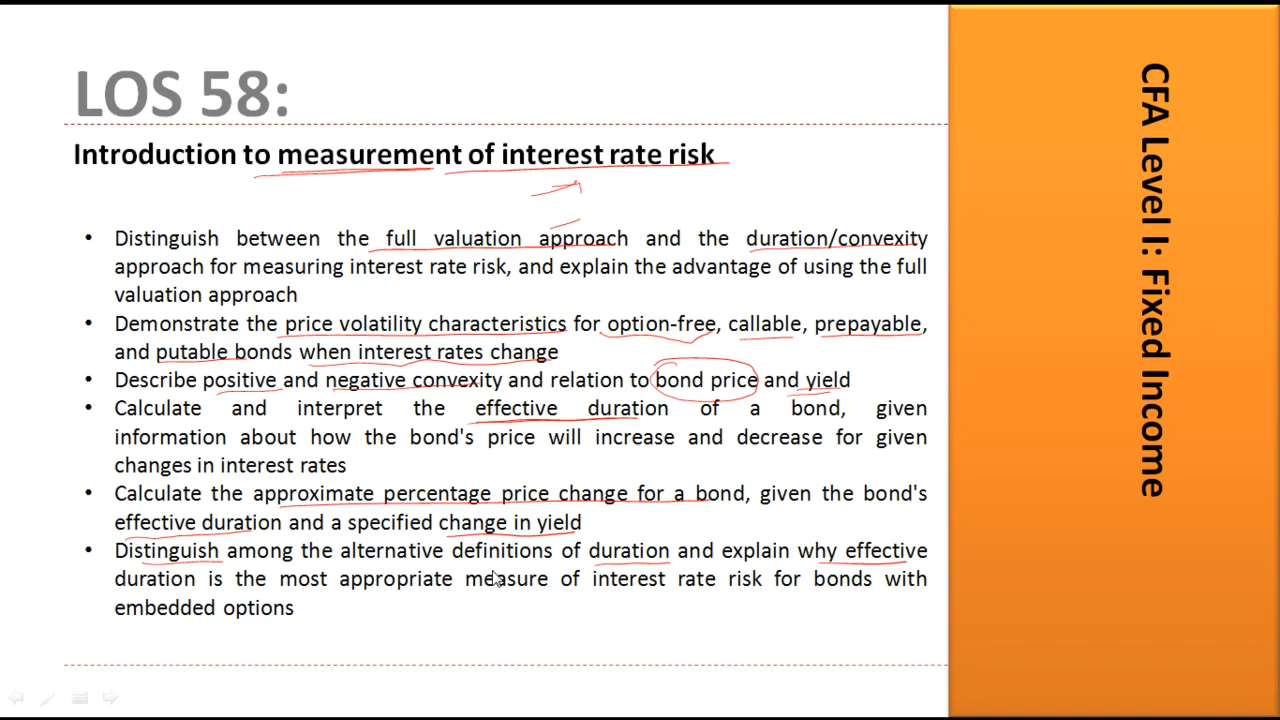 LOS 58:
Introduction to measurement of interest rate risk
• Distinguish between the full valuation approach and the duration/convexity
approach for measuring interest rate risk, and explain the advantage of using the full
valuation approach
• Demonstrate the price volatility characteristics for option-free, callable, prepayable,
and putable bonds when interest rates change
• Describe positive and negative convexity and relation to bond price and yield
• Calculate and interpret the effective duration of a bond, given
information about how the bond's price will increase and decrease for given
changes in interest rates
• Calculate the approximate percentage price change for a bond, given the bond's
effective duration and a specified change in yield
• Distinguish among the alternative definitions of duration and explain why effective
duration is the most appropriate measure of interest rate risk for bonds with
embedded options
CFA Level I: Fixed Income